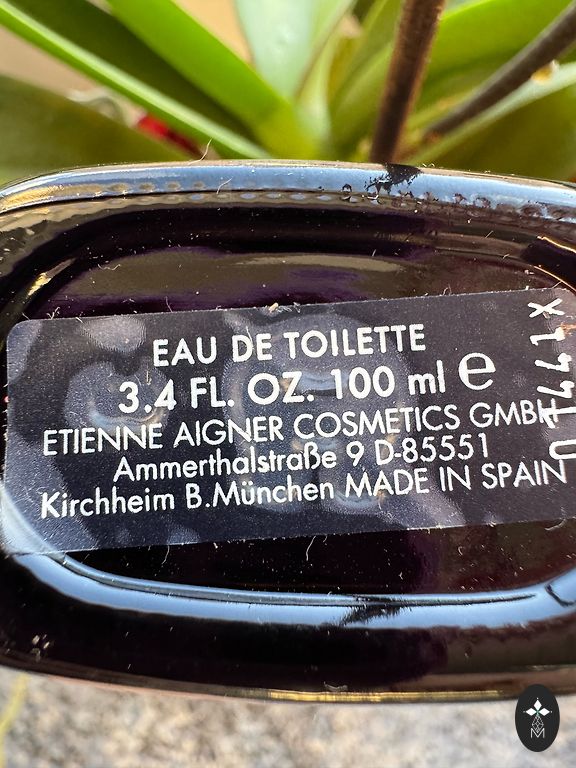 EAU DE TOILETTE
3.4 FL. OZ. 100 ml e
ETIENNE AIGNER COSMETICS GMBH
Ammerthalstraße 9 D-85551
Kirchheim B.München MADE IN SPAIN
01441X
M